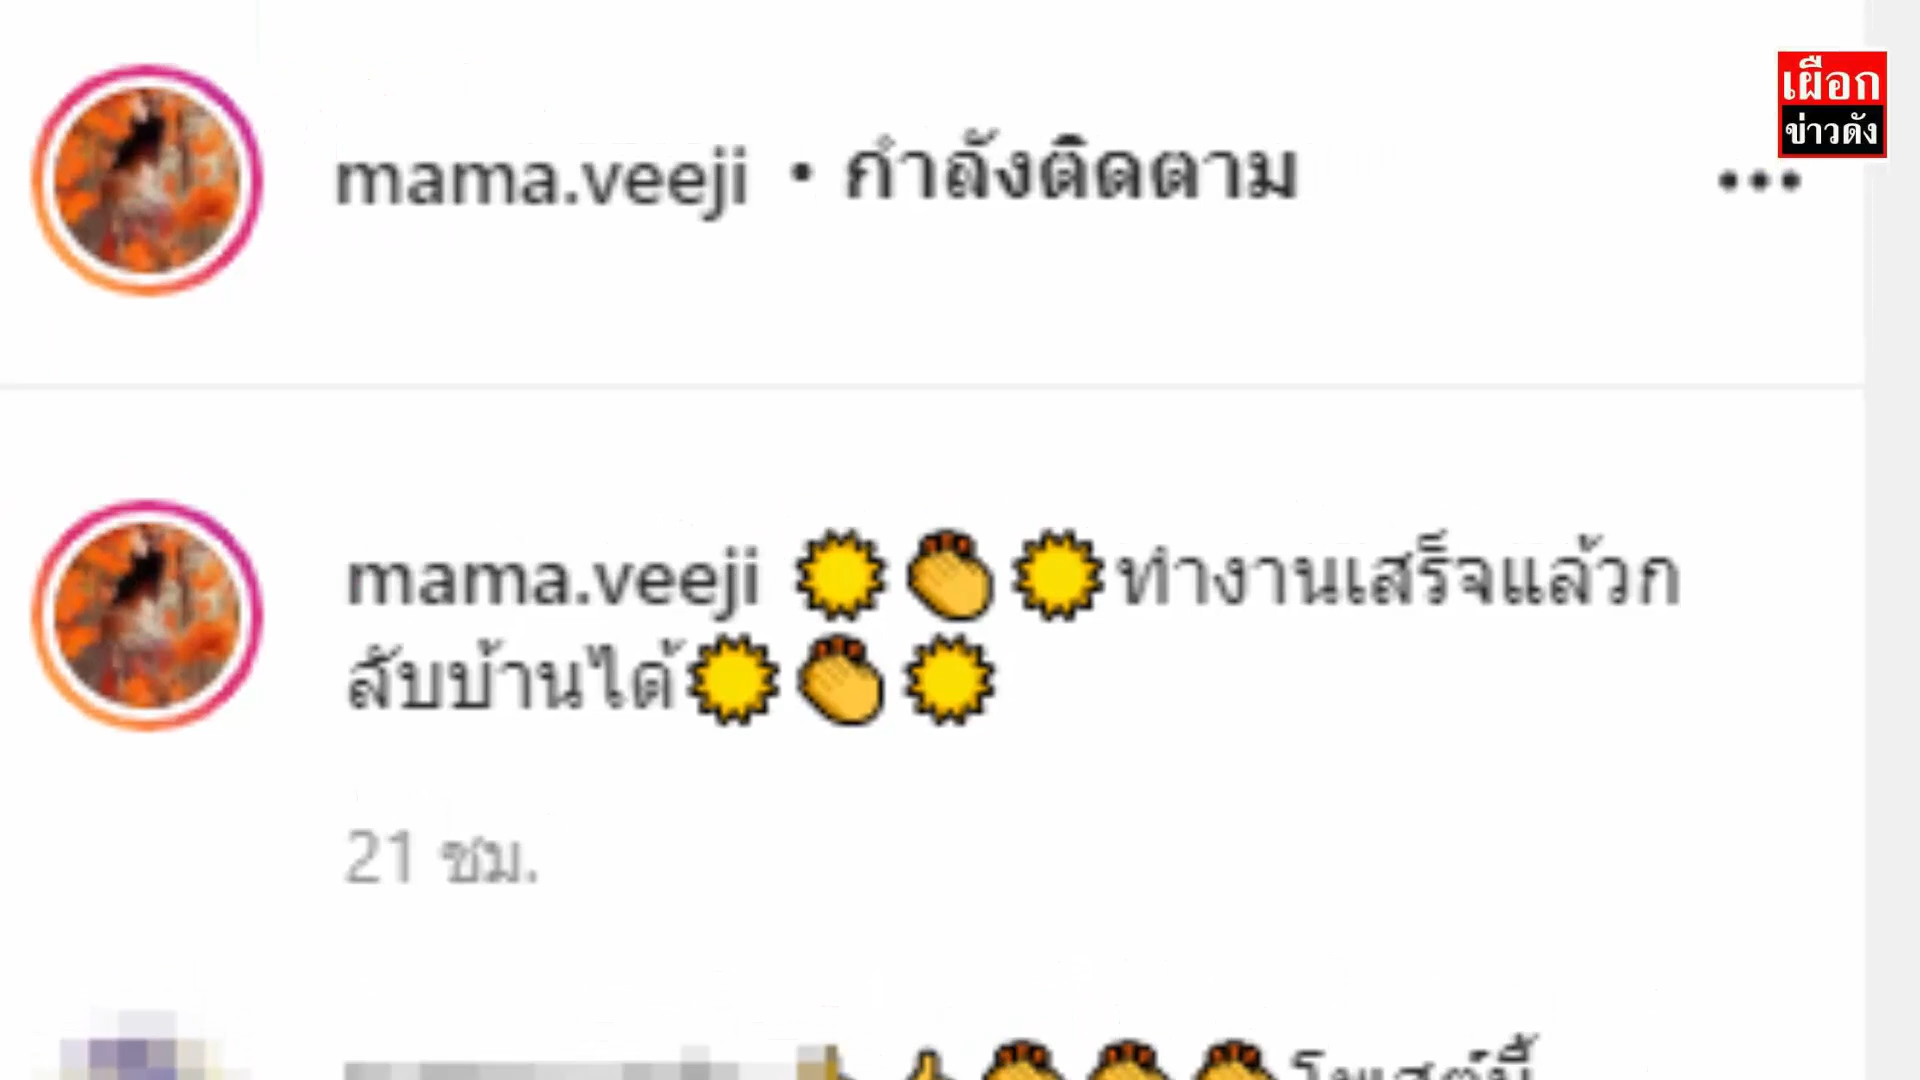 เผือก
ข่าวดัง
mama.veeji • กำลังติดตาม
mama.veeji ☀️👏☀️ทำงานเสร็จแล้วก
ลับบ้านได้☀️👏☀️
21 ชม.